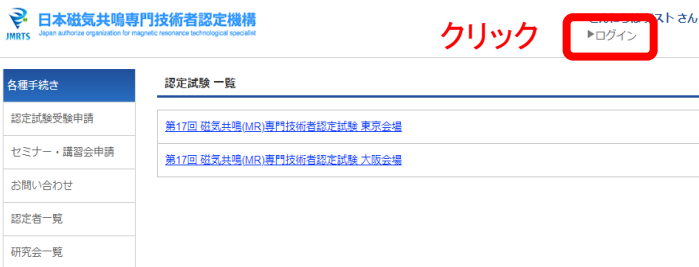 日本磁気共鳴専門技術者認定機構
JMRTS Japan authorize organization for magnetic resonance technological specialist
クリック
ゲスト さん
▶ログイン
各種手続き
認定試験 一覧
認定試験受験申請
第17回 磁気共鳴(MR)専門技術者認定試験 東京会場
セミナー・講習会申請
第17回 磁気共鳴(MR)専門技術者認定試験 大阪会場
お問い合わせ
認定者一覧
研究会一覧